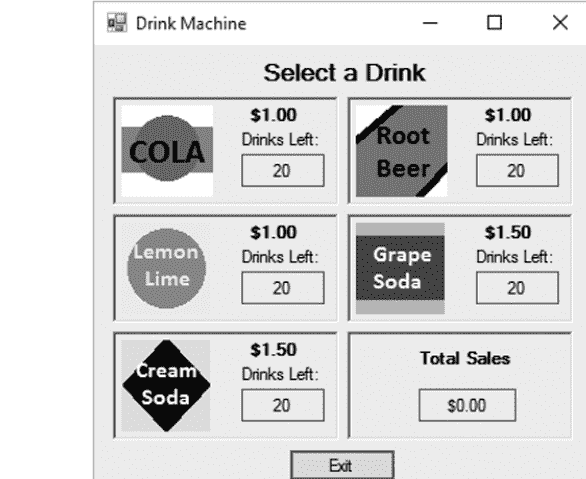 Drink Machine
Select a Drink
COLA
$1.00
Drinks Left:
20
Root
Beer
$1.00
Drinks Left:
20
Lemon
Lime
$1.00
Drinks Left:
20
Grape
Soda
$1.50
Drinks Left:
20
Cream
Soda
$1.50
Drinks Left:
20
Total Sales
$0.00
Exit